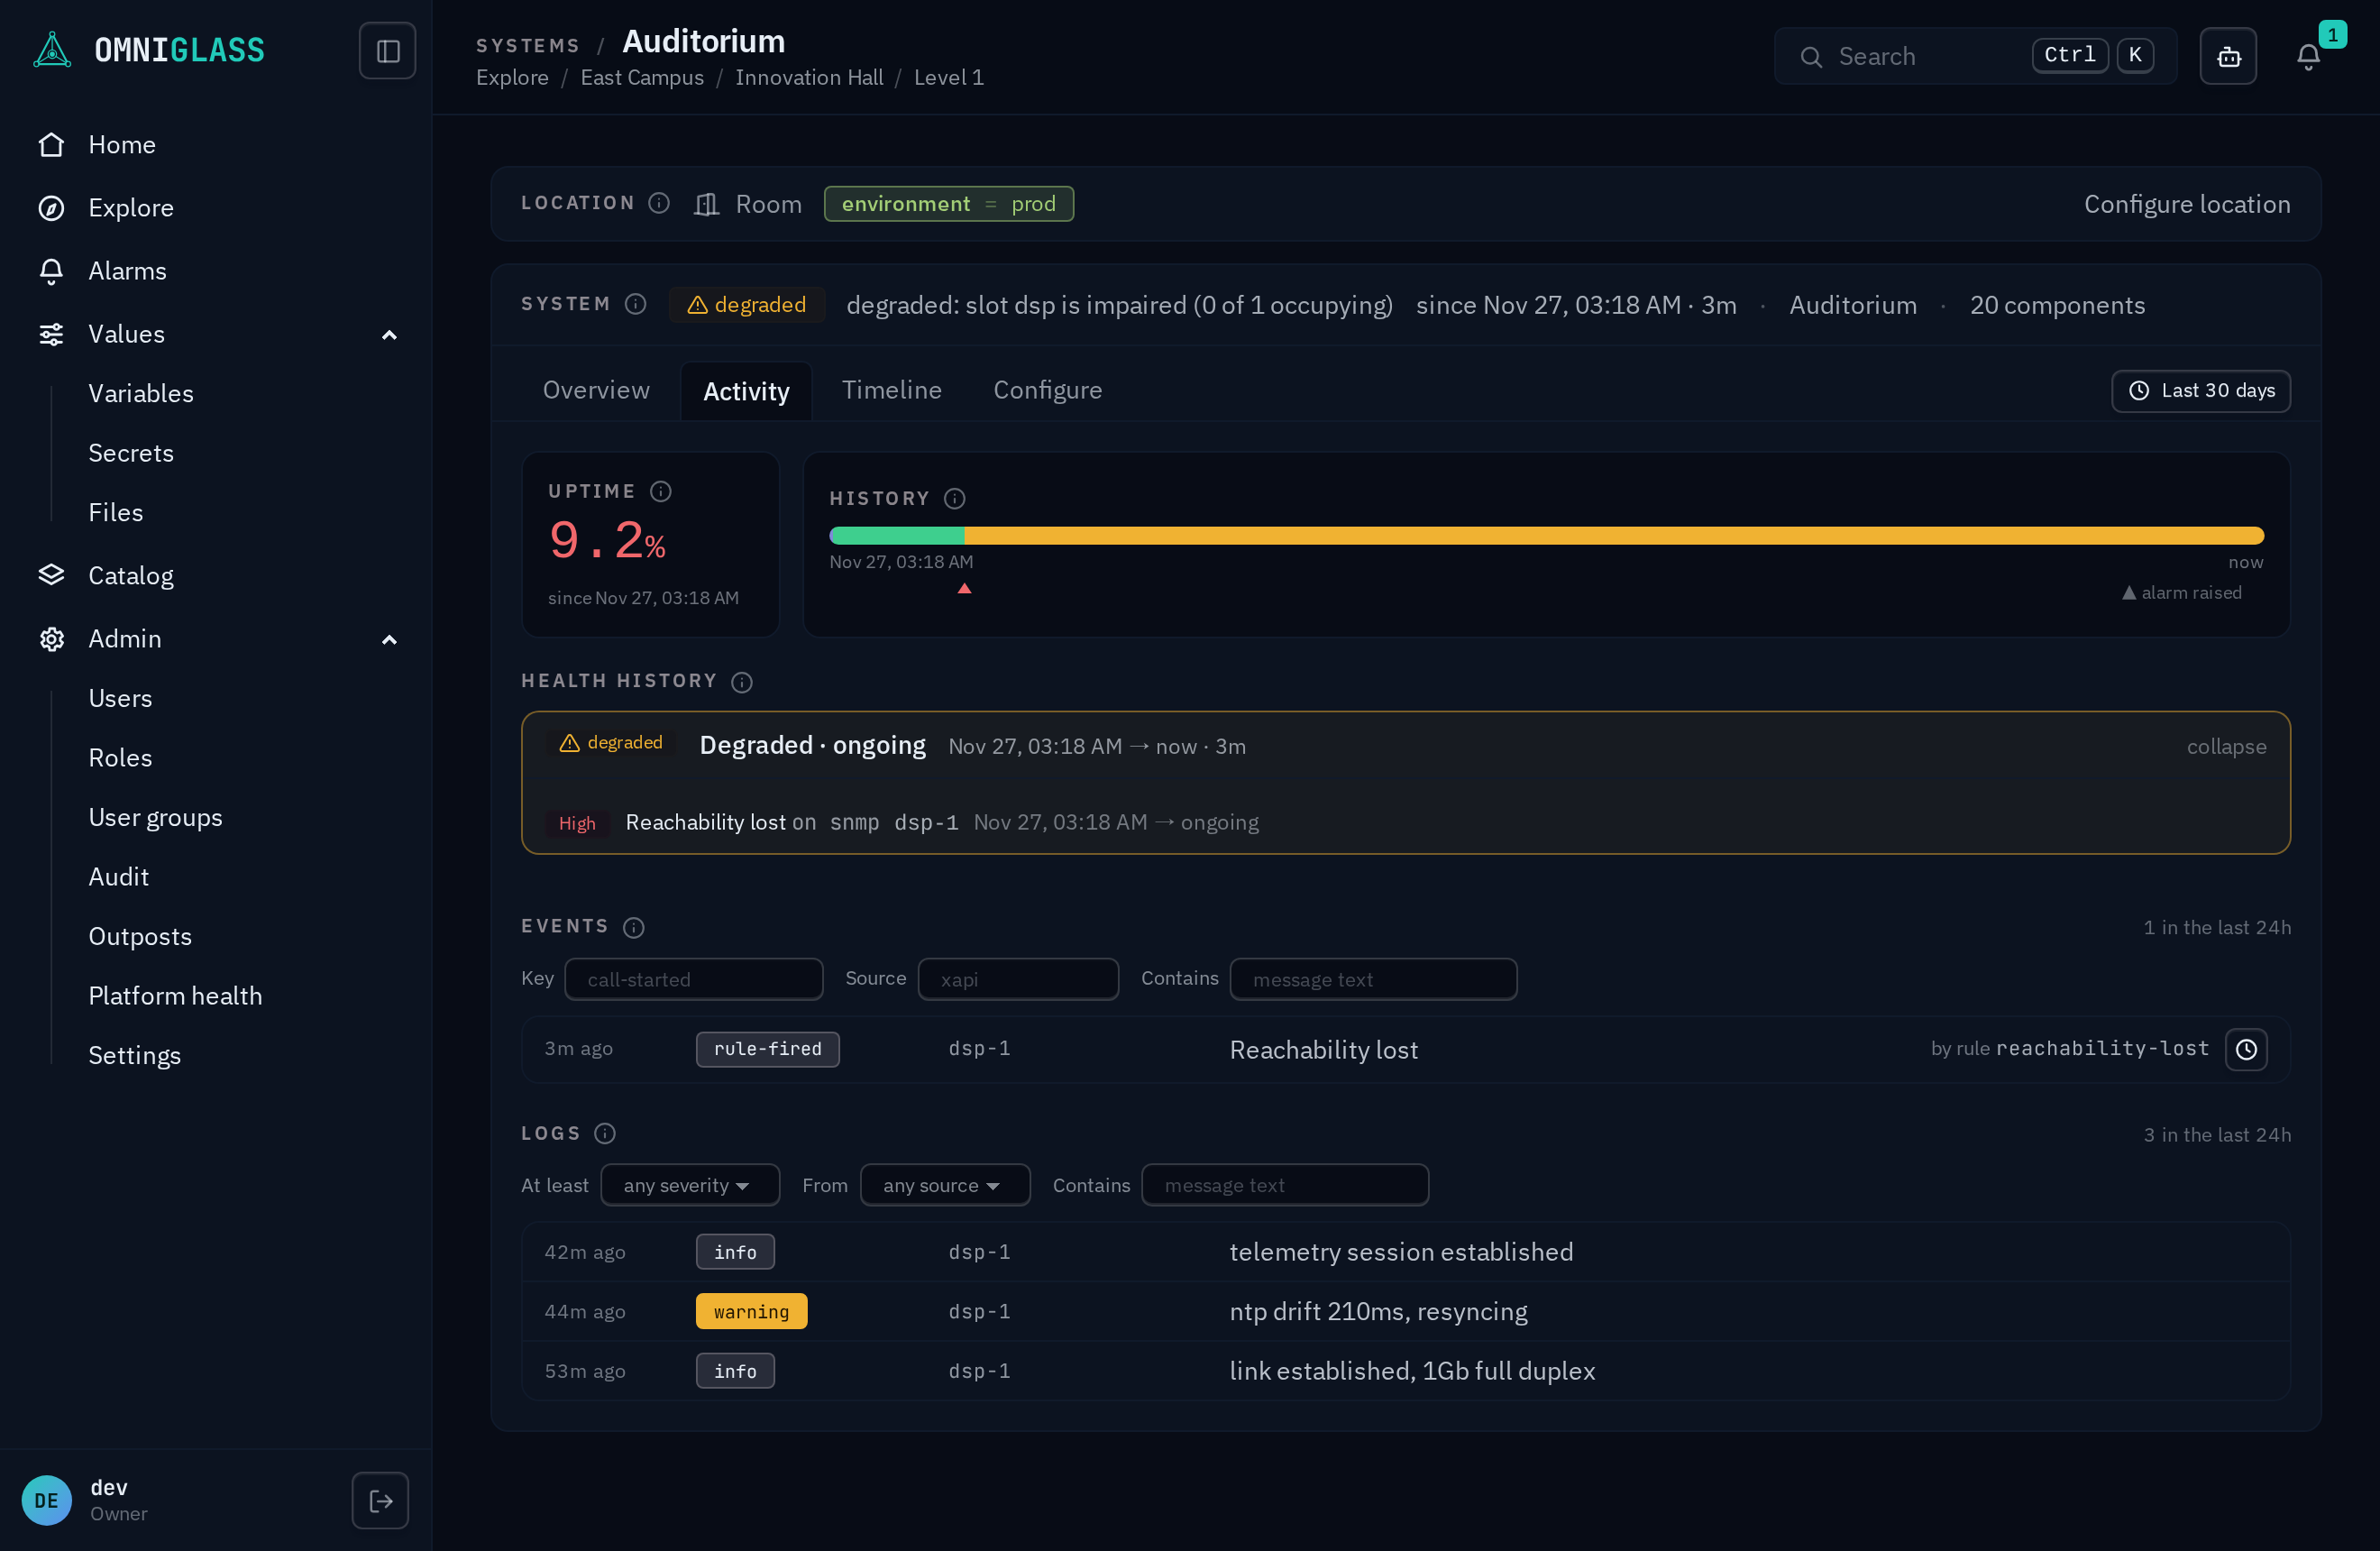 OMNIGLASS
SYSTEMS / Auditorium
Explore / East Campus / Innovation Hall / Level 1
Search Ctrl K
1
Home
Explore
Alarms
Values
Variables
Secrets
Files
Catalog
Admin
Users
Roles
User groups
Audit
Outposts
Platform health
Settings
DE
dev
Owner
LOCATION Room environment = prod Configure location
SYSTEM degraded degraded: slot dsp is impaired (0 of 1 occupying) since Nov 27, 03:18 AM · 3m · Auditorium · 20 components
Overview Activity Timeline Configure Last 30 days
UPTIME
9.2%
since Nov 27, 03:18 AM
HISTORY
Nov 27, 03:18 AM now
alarm raised
HEALTH HISTORY
degraded Degraded · ongoing Nov 27, 03:18 AM → now · 3m collapse
High Reachability lost on snmp dsp-1 Nov 27, 03:18 AM → ongoing
EVENTS 1 in the last 24h
Key call-started Source xapi Contains message text
3m ago rule-fired dsp-1 Reachability lost by rule reachability-lost
LOGS 3 in the last 24h
At least any severity From any source Contains message text
42m ago info dsp-1 telemetry session established
44m ago warning dsp-1 ntp drift 210ms, resyncing
53m ago info dsp-1 link established, 1Gb full duplex